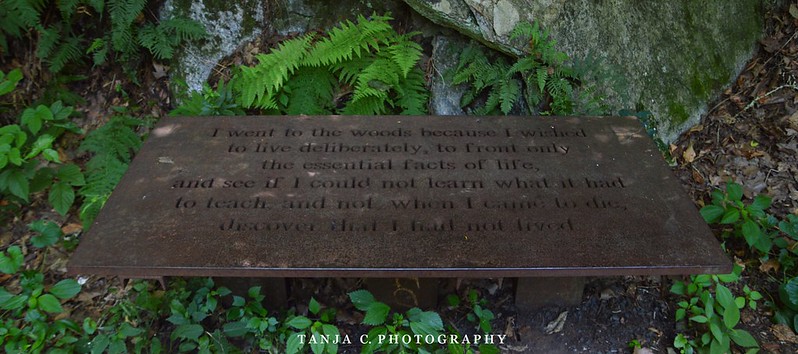 I went to the woods because I wished
to live deliberately, to front only
the essential facts of life,
and see if I could not learn what it had
to teach, and not, when I came to die,
discover that I had not lived
TANJA C. PHOTOGRAPHY